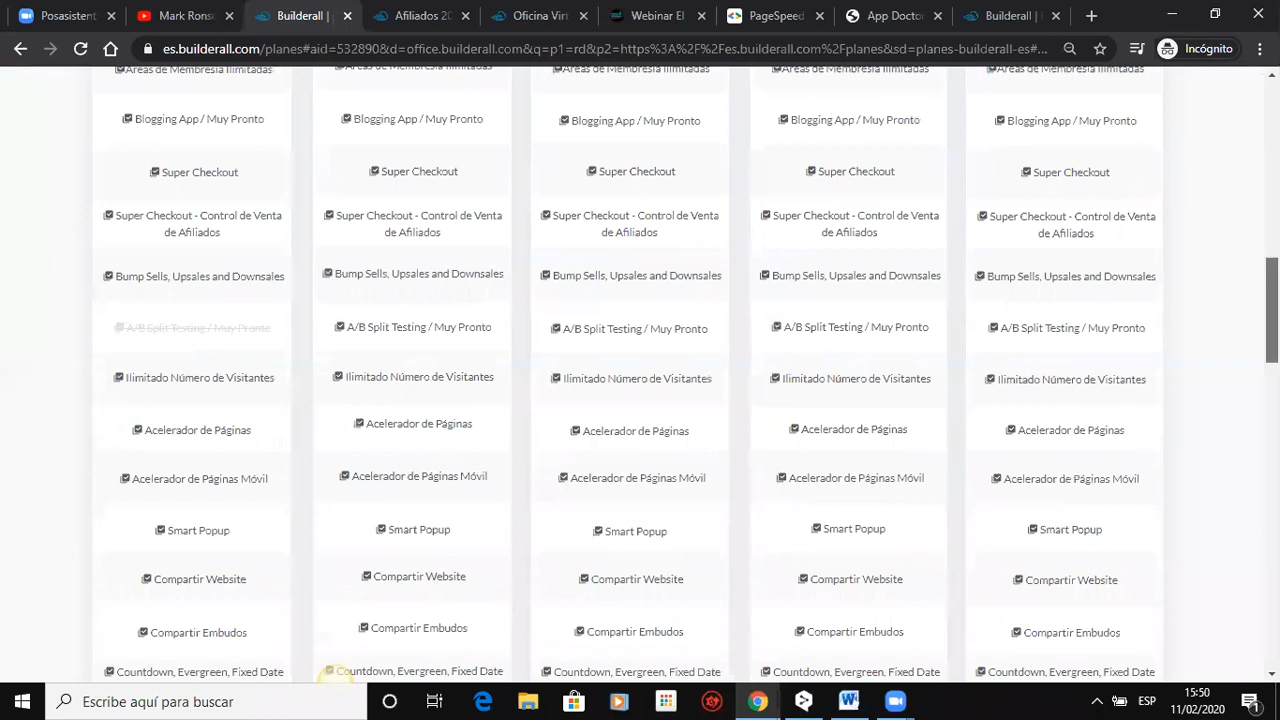 Posasistent
Mark Rons
Builderall |
Afiliados 20
Oficina Virt
Webinar El
PageSpeed
App Doctor
Builderall |
es.builderall.com/planes#aid=532890&d=office.builderall.com&q=p1=rd&p2=https%3A%2F%2Fes.builderall.com%2Fplanes&sd=planes-builderall-es#...
Incógnito
Áreas de Membresía Ilimitadas Áreas de Membresía Ilimitadas Áreas de Membresía Ilimitadas Áreas de Membresía Ilimitadas Áreas de Membresía Ilimitadas
Blogging App / Muy Pronto Blogging App / Muy Pronto Blogging App / Muy Pronto Blogging App / Muy Pronto Blogging App / Muy Pronto
Super Checkout Super Checkout Super Checkout Super Checkout Super Checkout
Super Checkout - Control de Venta Super Checkout - Control de Venta Super Checkout - Control de Venta Super Checkout - Control de Venta Super Checkout - Control de Venta
de Afiliados de Afiliados de Afiliados de Afiliados de Afiliados
Bump Sells, Upsales and Downsales Bump Sells, Upsales and Downsales Bump Sells, Upsales and Downsales Bump Sells, Upsales and Downsales Bump Sells, Upsales and Downsales
A/B Split Testing / Muy Pronto A/B Split Testing / Muy Pronto A/B Split Testing / Muy Pronto A/B Split Testing / Muy Pronto A/B Split Testing / Muy Pronto
Ilimitado Número de Visitantes Ilimitado Número de Visitantes Ilimitado Número de Visitantes Ilimitado Número de Visitantes Ilimitado Número de Visitantes
Acelerador de Páginas Acelerador de Páginas Acelerador de Páginas Acelerador de Páginas Acelerador de Páginas
Acelerador de Páginas Móvil Acelerador de Páginas Móvil Acelerador de Páginas Móvil Acelerador de Páginas Móvil Acelerador de Páginas Móvil
Smart Popup Smart Popup Smart Popup Smart Popup Smart Popup
Compartir Website Compartir Website Compartir Website Compartir Website Compartir Website
Compartir Embudos Compartir Embudos Compartir Embudos Compartir Embudos Compartir Embudos
Countdown, Evergreen, Fixed Date Countdown, Evergreen, Fixed Date Countdown, Evergreen, Fixed Date Countdown, Evergreen, Fixed Date Countdown, Evergreen, Fixed Date
Escribe aquí para buscar
ESP
15:50
11/02/2020